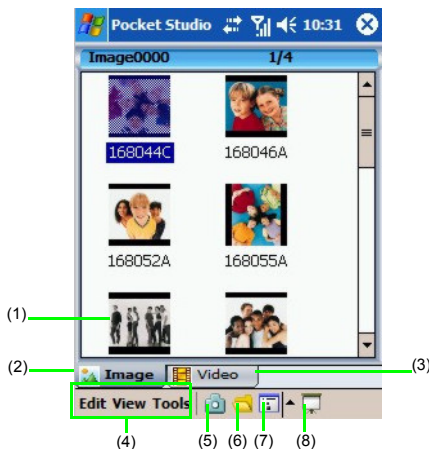 Pocket Studio 10:31
Image0000 1/4
168044C 168046A
168052A 168055A
(1)
(2) Image Video (3)
Edit View Tools
(4) (5) (6) (7) (8)